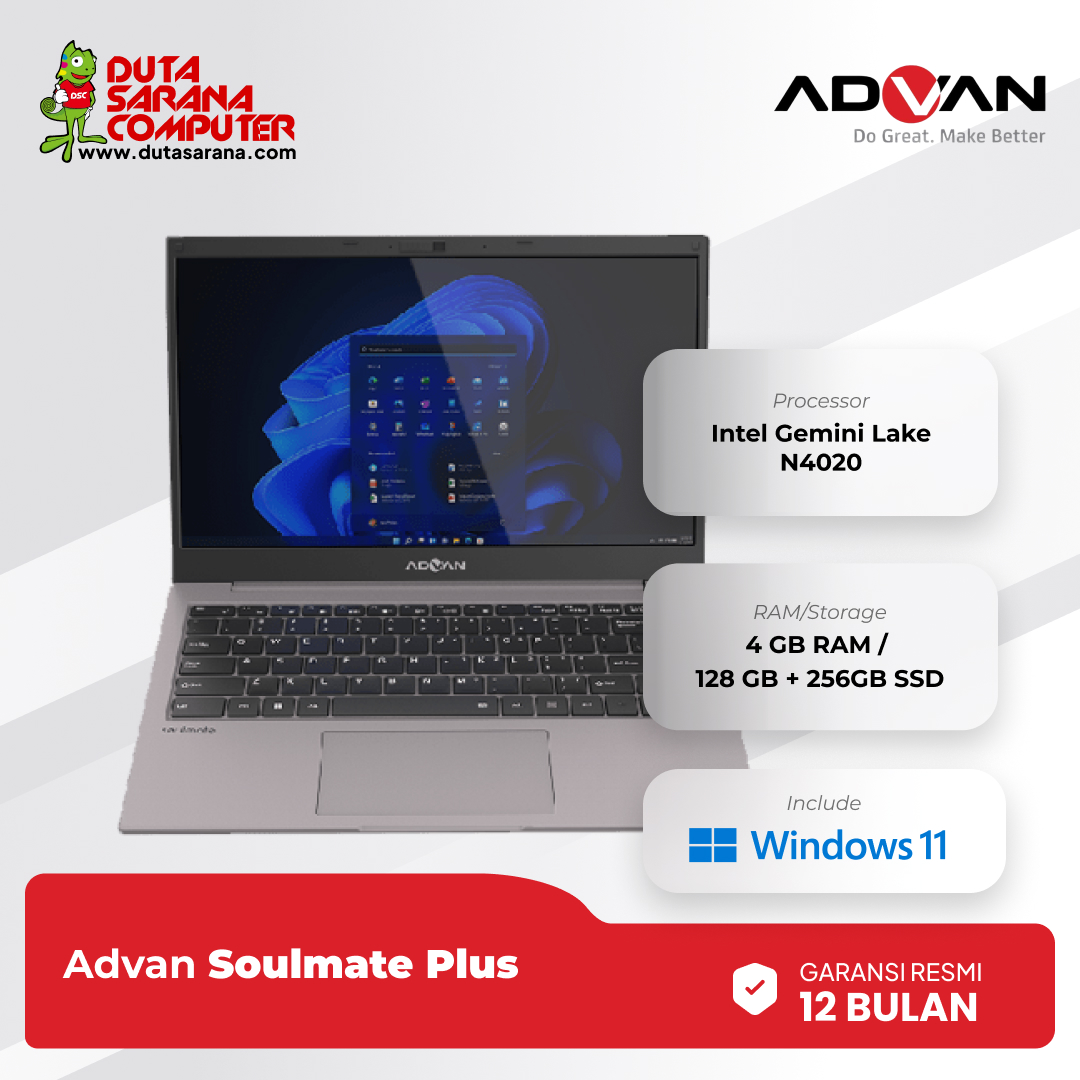 DUTA
SARANA
COMPUTER
DSC
www.dutasarana.com
ADVAN
Do Great. Make Better
ADVAN
Processor
Intel Gemini Lake
N4020
RAM/Storage
4 GB RAM /
128 GB + 256GB SSD
Include
Windows 11
Advan Soulmate Plus
GARANSI RESMI
12 BULAN